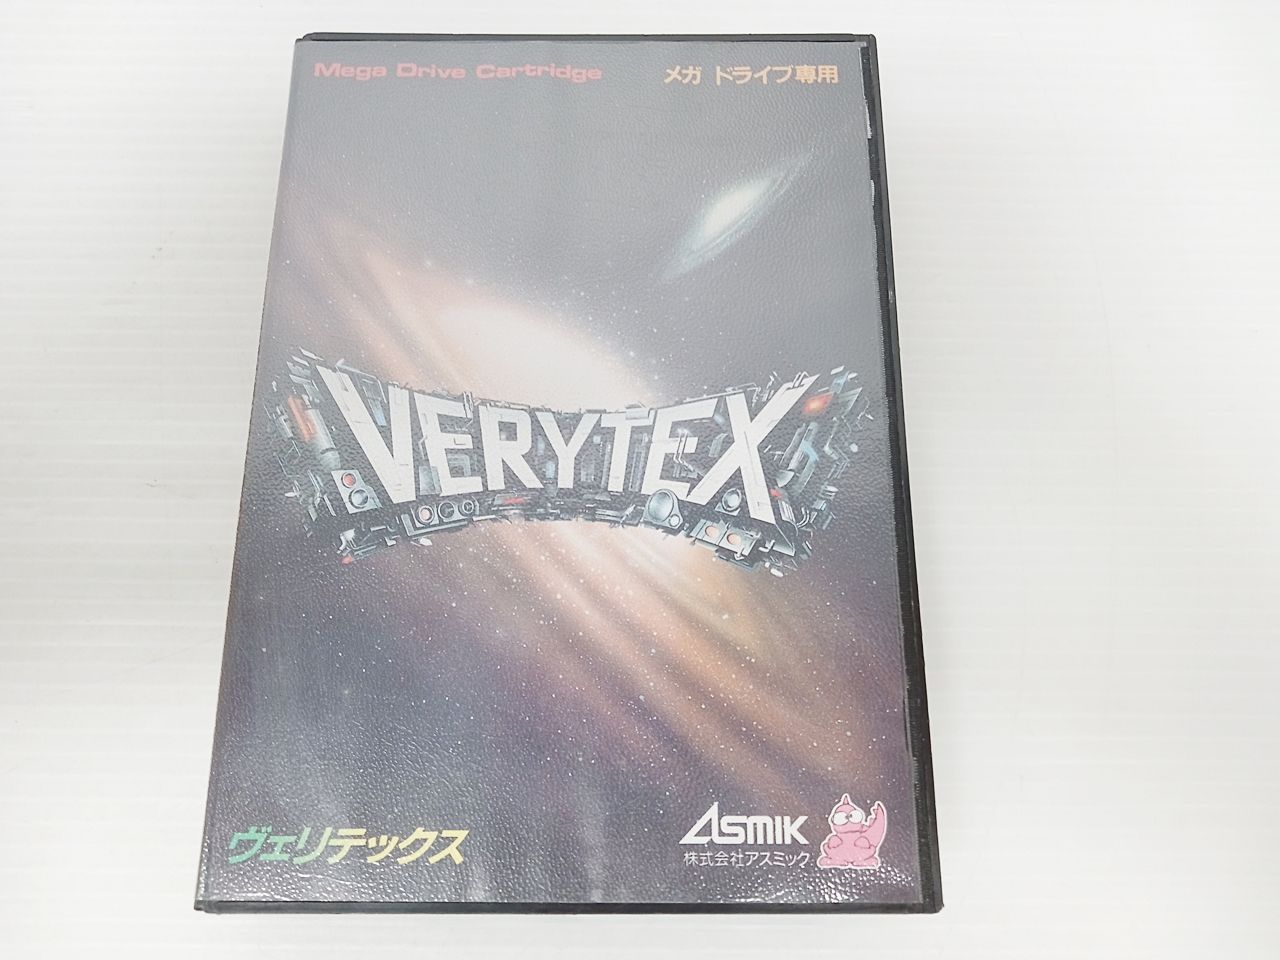 Mega Drive Cartridge
メガ ドライブ専用
VERYTEX
ヴェリテックス
ASMIK
株式会社アスミック